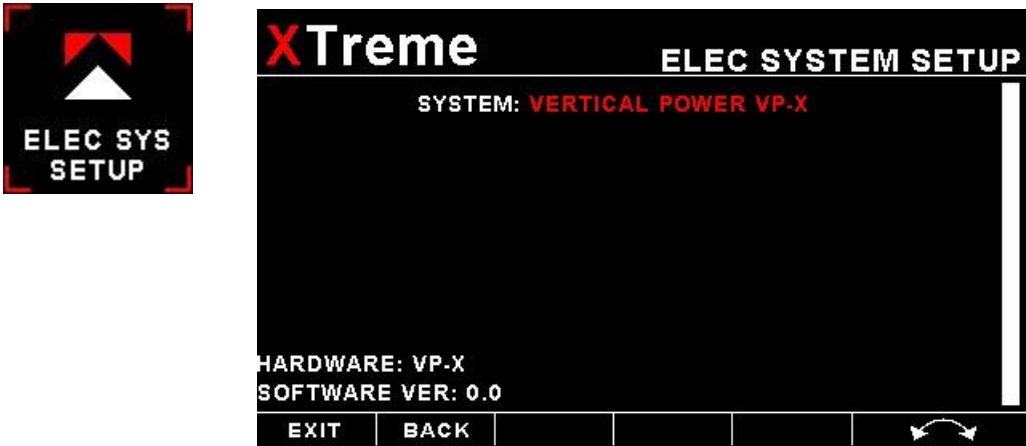 ELEC SYS
SETUP
XTreme
ELEC SYSTEM SETUP
SYSTEM: VERTICAL POWER VP-X
HARDWARE: VP-X
SOFTWARE VER: 0.0
EXIT BACK